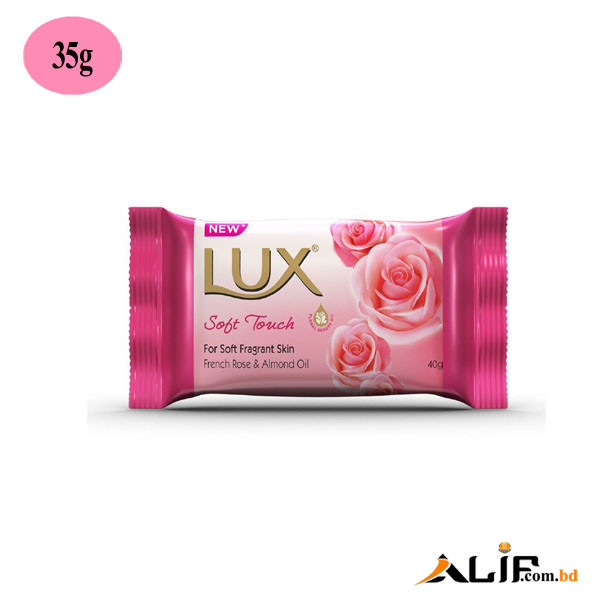 35g
NEW
LUX®
Soft Touch
For Soft Fragrant Skin
French Rose & Almond Oil
40g
ALIF.com.bd